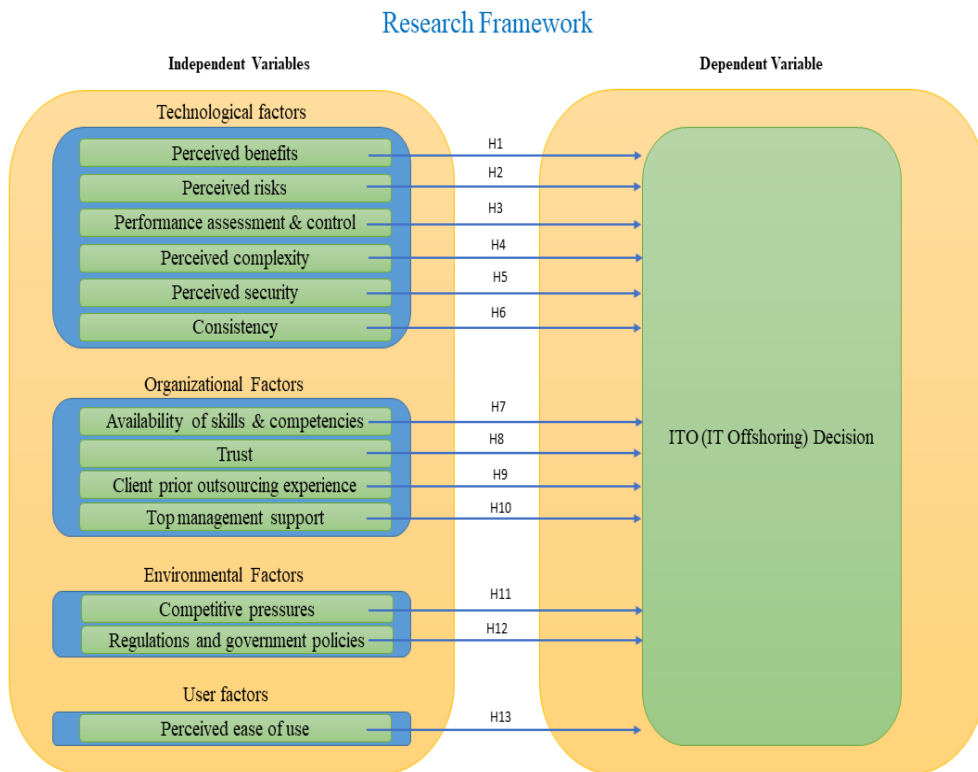 Research Framework
Independent Variables
Dependent Variable
Technological factors
Perceived benefits
H1
Perceived risks
H2
Performance assessment & control
H3
Perceived complexity
H4
Perceived security
H5
Consistency
H6
Organizational Factors
Availability of skills & competencies
H7
Trust
H8
Client prior outsourcing experience
H9
Top management support
H10
ITO (IT Offshoring) Decision
Environmental Factors
Competitive pressures
H11
Regulations and government policies
H12
User factors
Perceived ease of use
H13